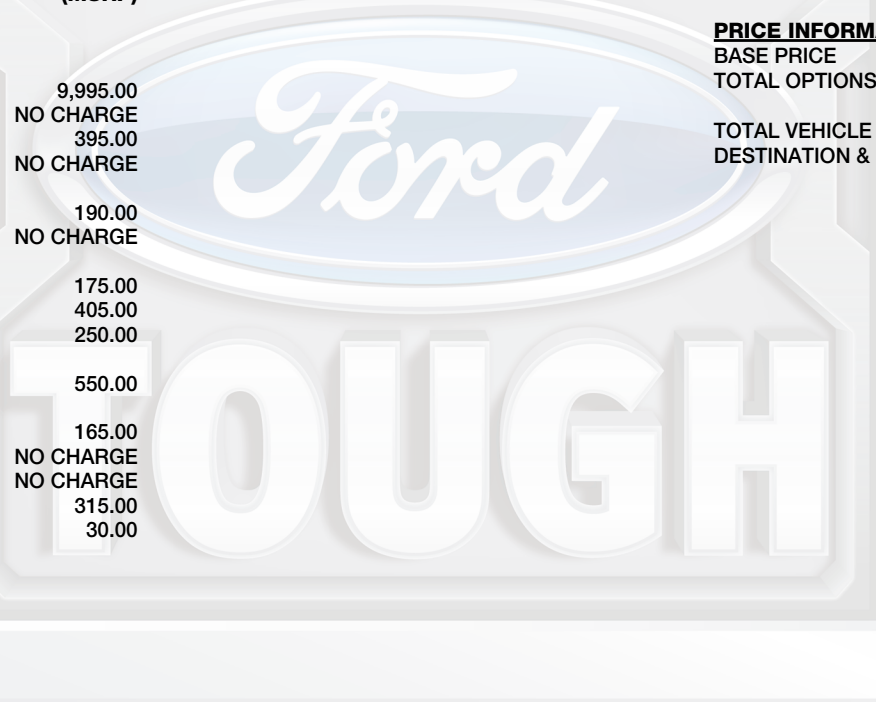 (MSRP)
9,995.00
NO CHARGE
395.00
NO CHARGE
190.00
NO CHARGE
175.00
405.00
250.00
550.00
165.00
NO CHARGE
NO CHARGE
315.00
30.00
PRICE INFORMA
BASE PRICE
TOTAL OPTIONS
TOTAL VEHICLE
DESTINATION &
Ford
TOUGH